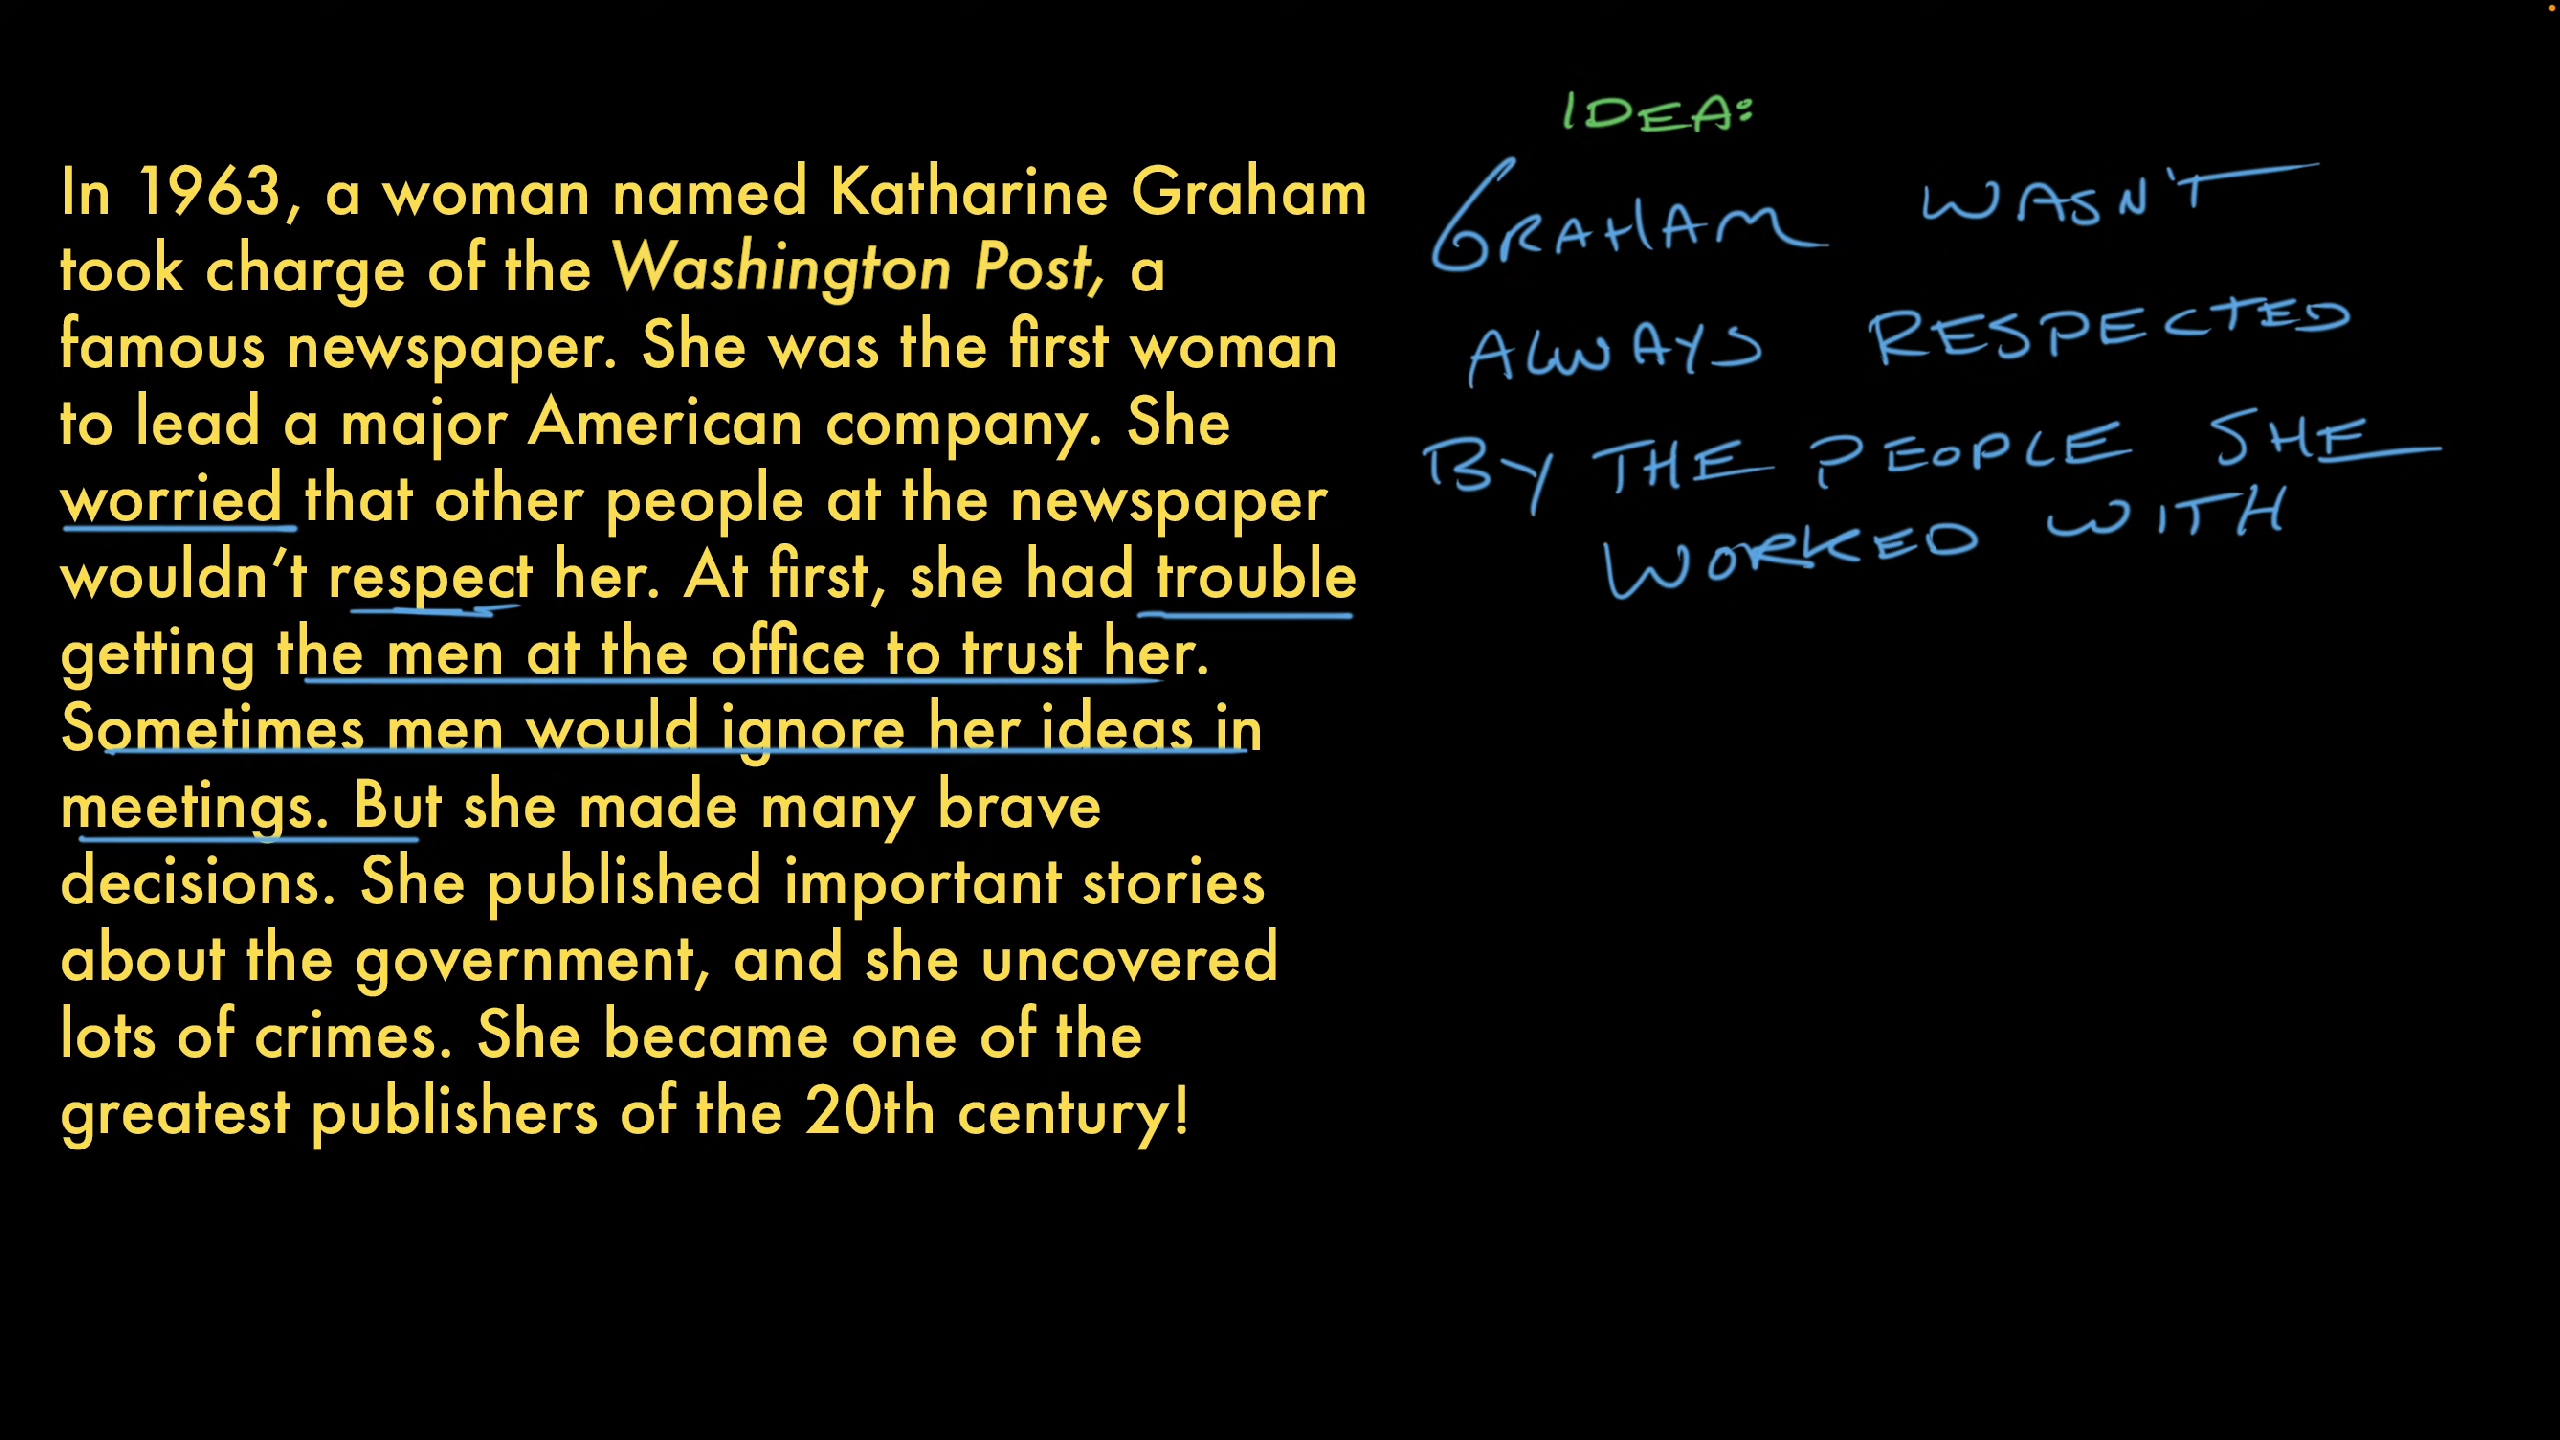 In 1963, a woman named Katharine Graham
took charge of the Washington Post, a
famous newspaper. She was the first woman
to lead a major American company. She
worried that other people at the newspaper
wouldn’t respect her. At first, she had trouble
getting the men at the office to trust her.
Sometimes men would ignore her ideas in
meetings. But she made many brave
decisions. She published important stories
about the government, and she uncovered
lots of crimes. She became one of the
greatest publishers of the 20th century!
IDEA:
GRAHAM WASN'T
ALWAYS RESPECTED
BY THE PEOPLE SHE
WORKED WITH